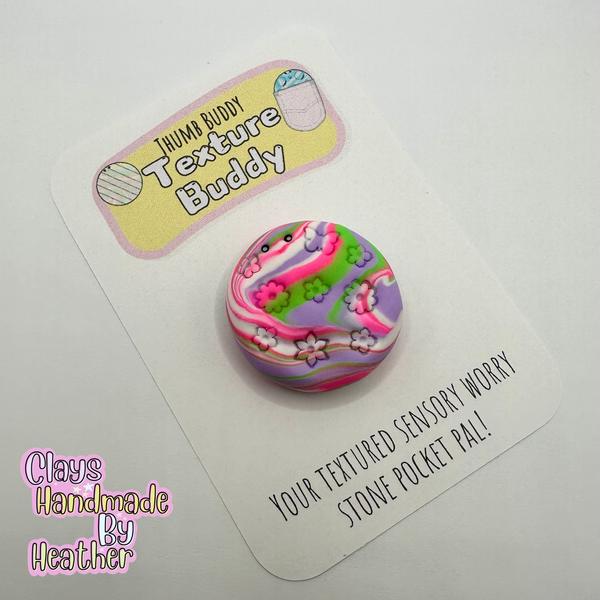 Thumb Buddy
Texture
Buddy
Your textured sensory worry
stone pocket pal!
Clays
Handmade
By
Heather